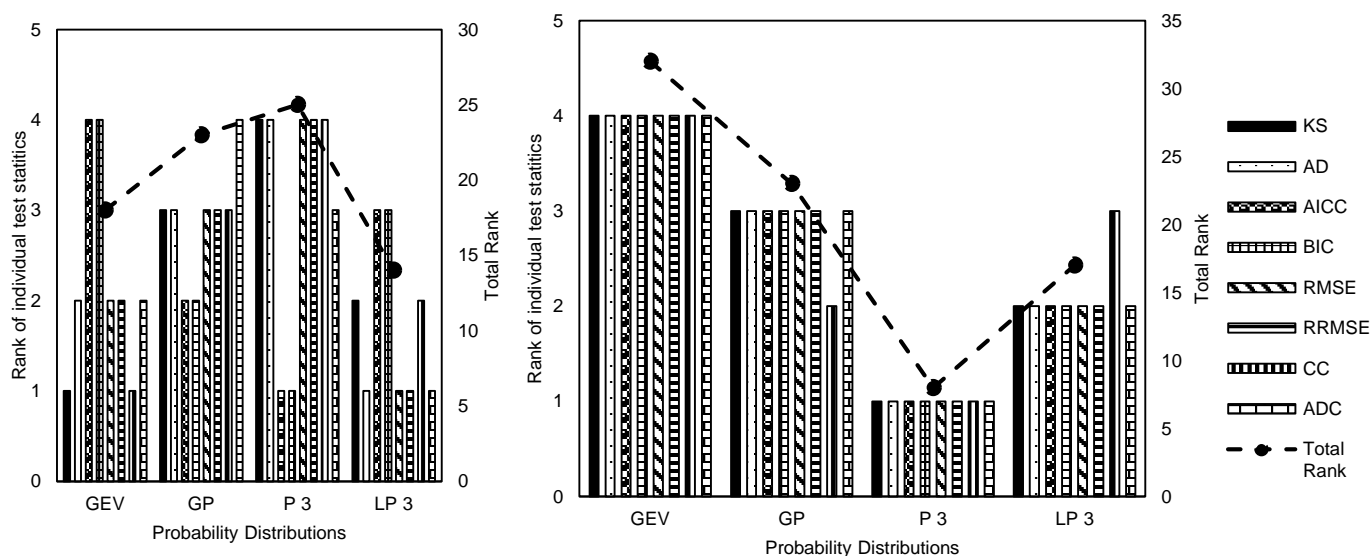 5
4
3
2
1
0
Rank of individual test statitics
30
25
20
15
10
5
0
Total Rank
GEV
GP
P 3
LP 3
Probability Distributions
5
4
3
2
1
0
Rank of individual test statitics
35
30
25
20
15
10
5
0
Total Rank
GEV
GP
P 3
LP 3
Probability Distributions
KS
AD
AICC
BIC
RMSE
RRMSE
CC
ADC
Total
Rank